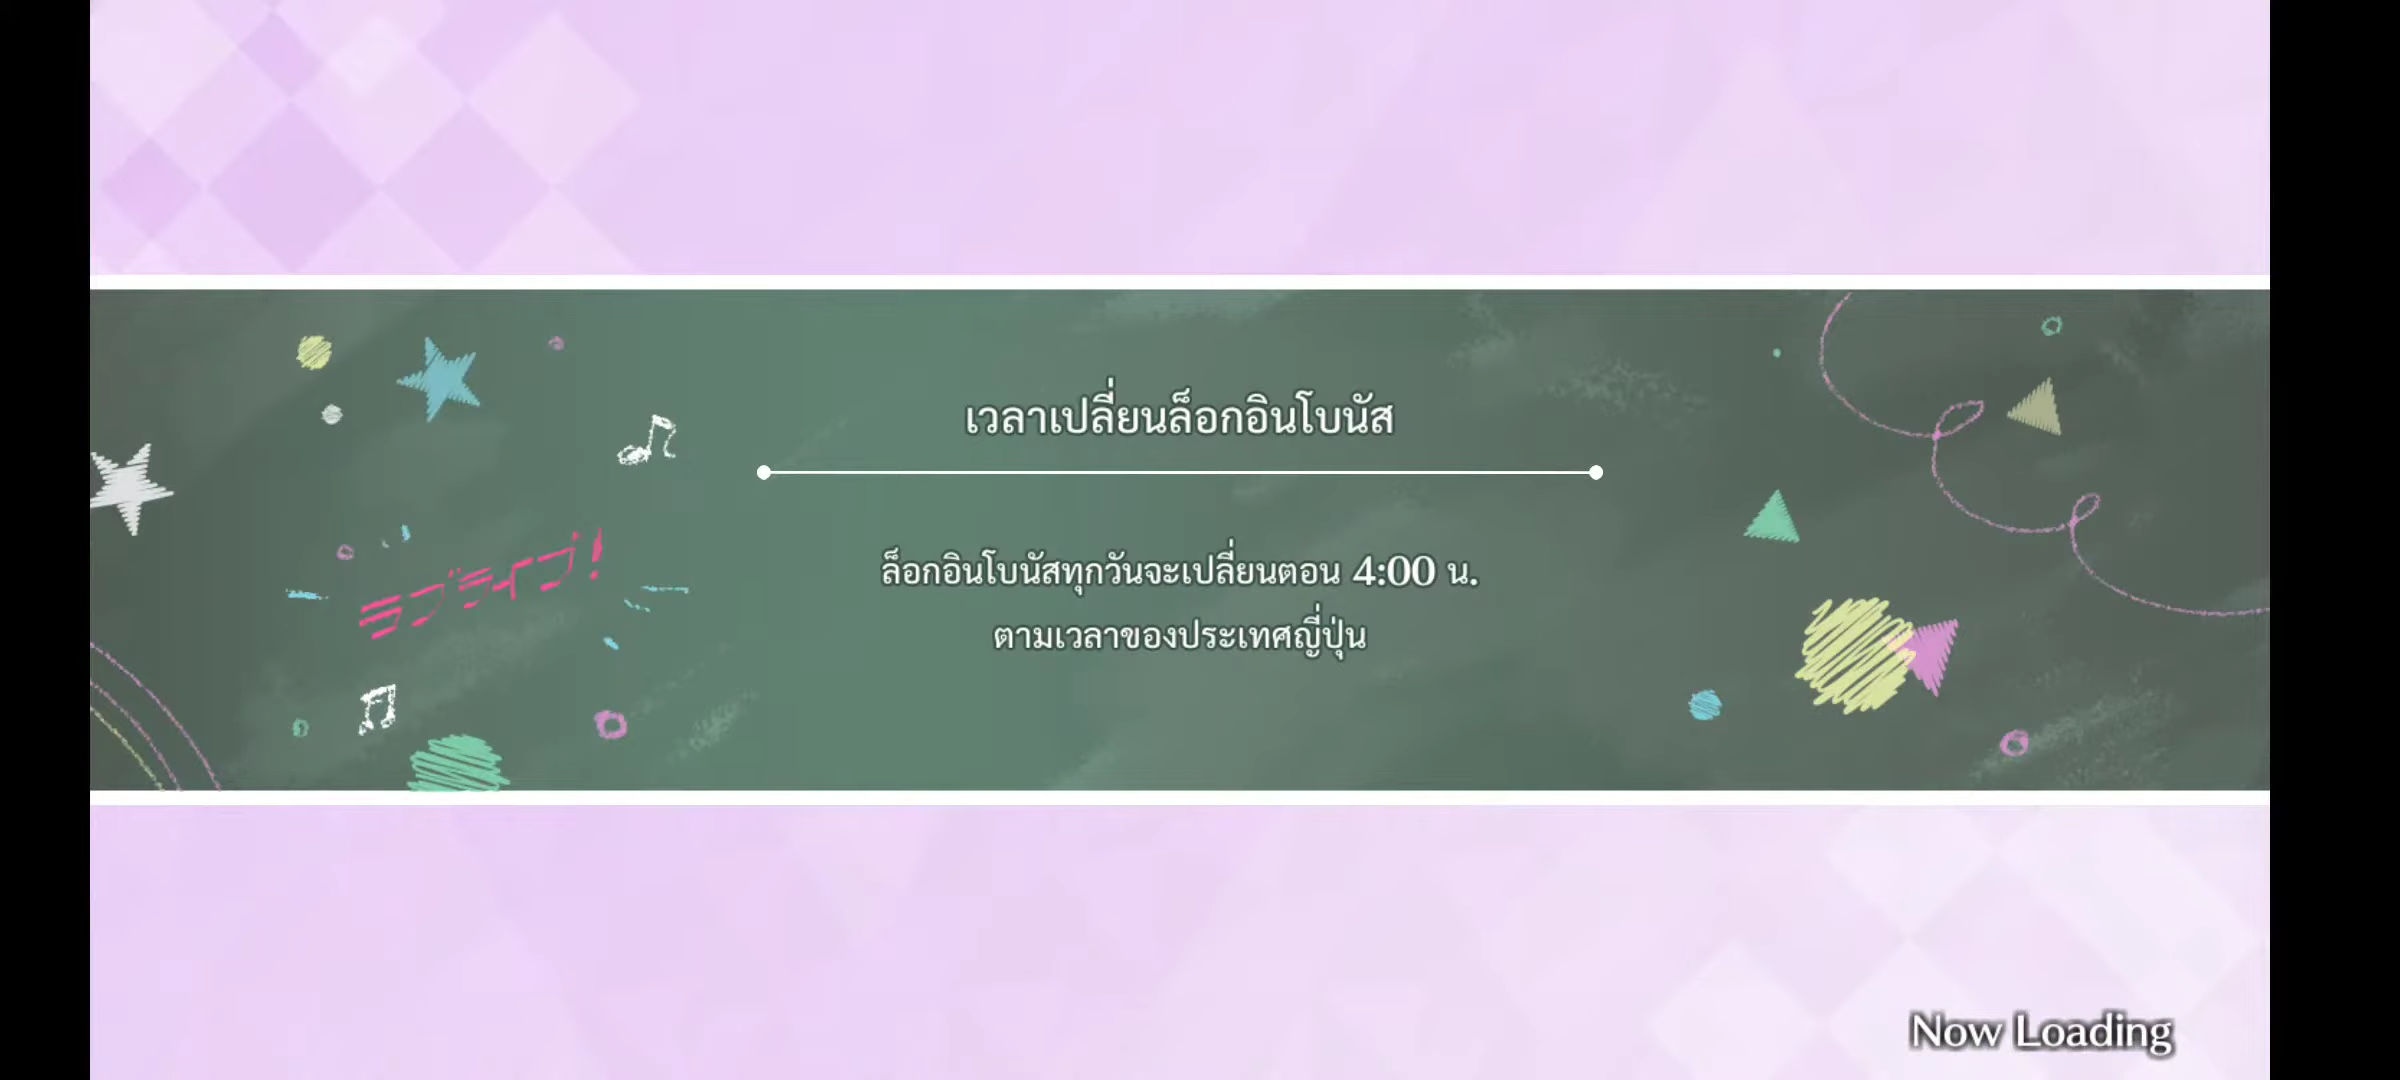 เวลาเปลี่ยนล็อกอินโบนัส
ラブライブ!
ล็อกอินโบนัสทุกวันจะเปลี่ยนตอน 4:00 น.
ตามเวลาของประเทศญี่ปุ่น
Now Loading